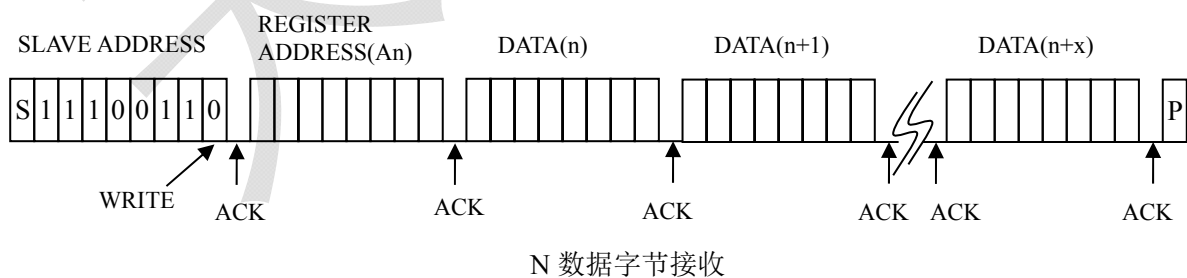 REGISTER
SLAVE ADDRESS ADDRESS(An) DATA(n) DATA(n+1) DATA(n+x)
S 1 1 1 0 0 1 1 0 P
WRITE ACK ACK ACK ACK ACK ACK
N 数据字节接收